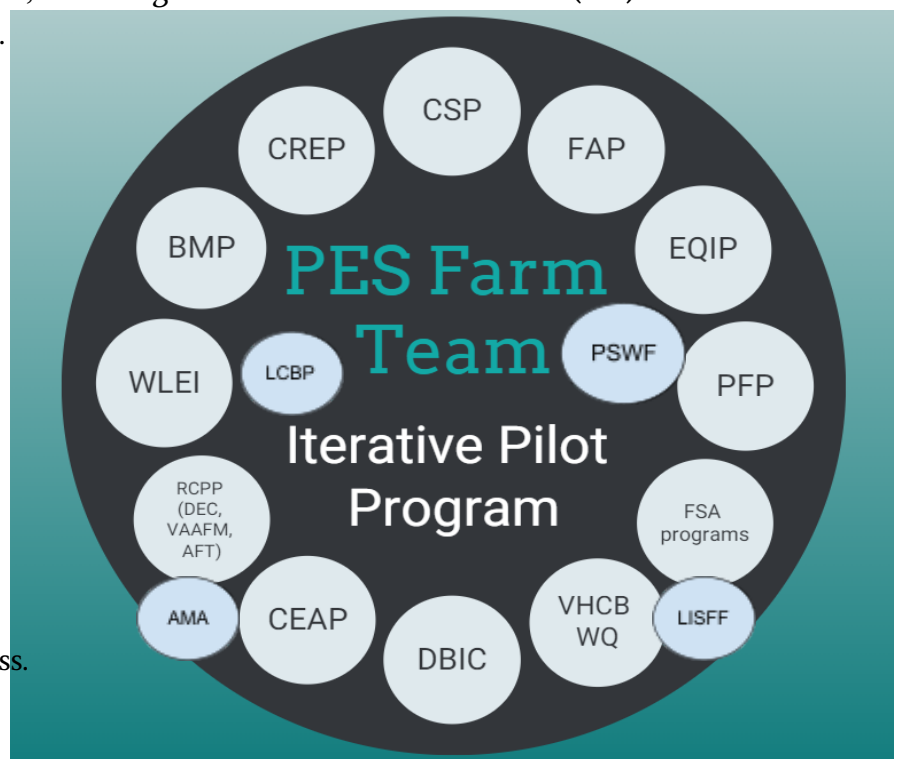 CSP
CREP
FAP
BMP
EQIP
PES Farm
Team
LCBP
PSWF
WLEI
PFP
Iterative Pilot
Program
RCPP
(DEC,
VAAFM,
AFT)
FSA
programs
AMA
CEAP
DBIC
VHCB
WQ
LISFF
ss.